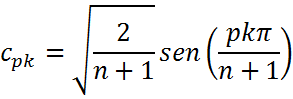 $c_{pk} = \sqrt{\frac{2}{n+1}} sen\left(\frac{pk\pi}{n+1}\right)$